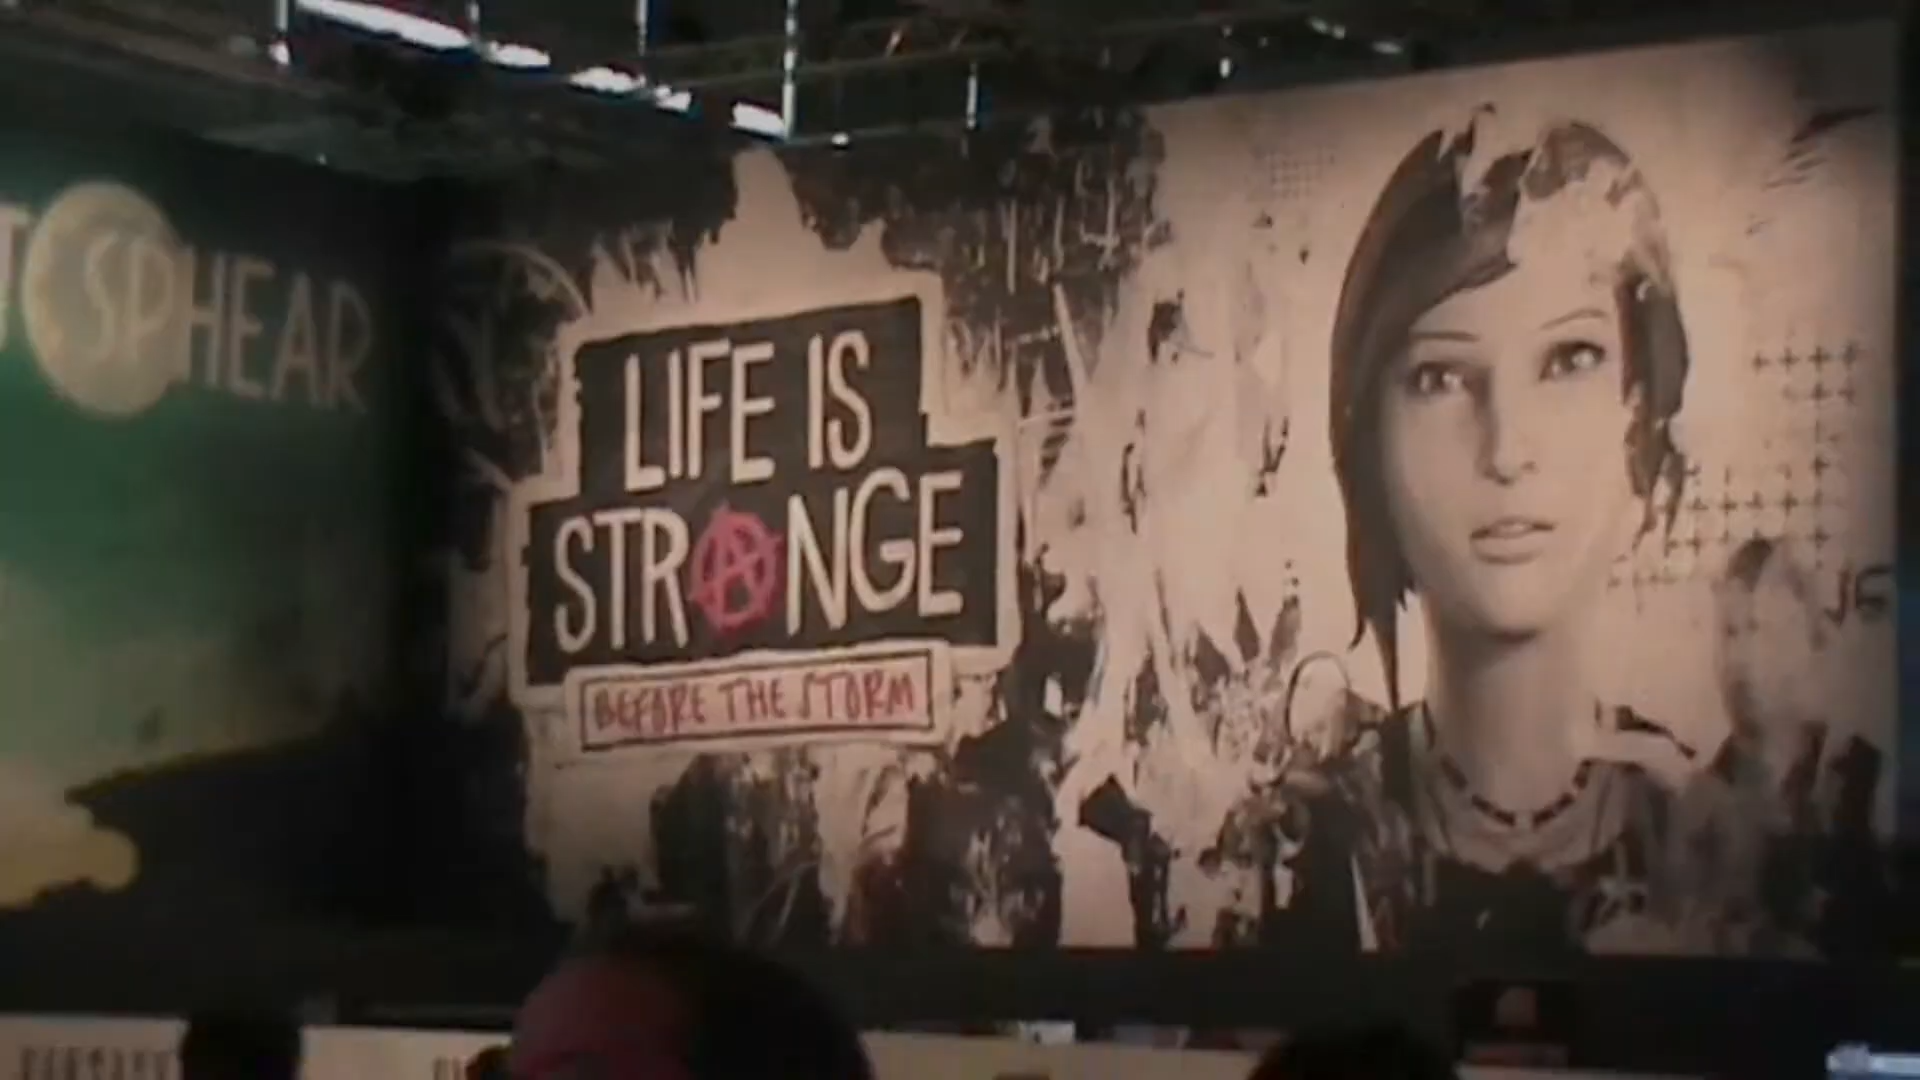 SPHEAR
LIFE IS
STRANGE
BEFORE THE STORM